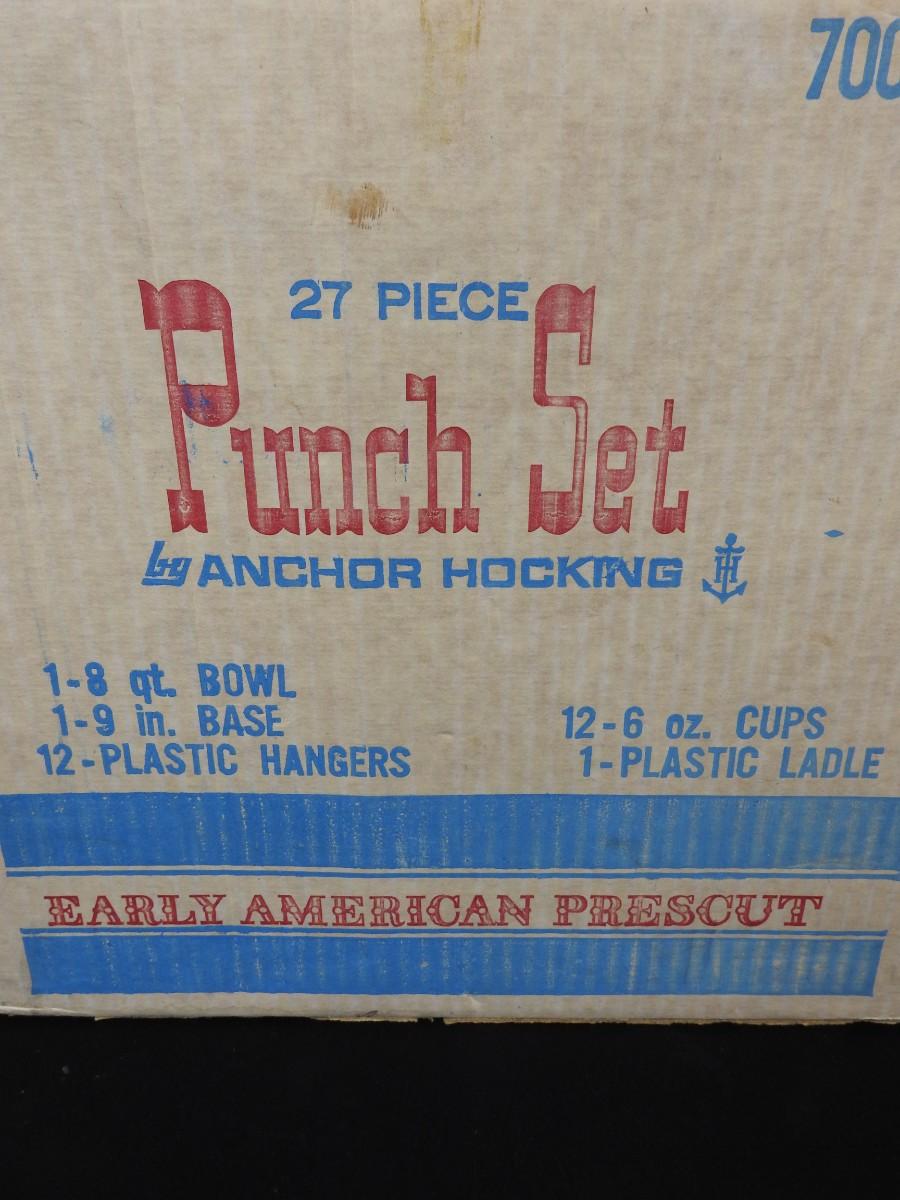 700
27 PIECE
Punch Set
by ANCHOR HOCKING
1-8 qt. BOWL
1-9 in. BASE
12-PLASTIC HANGERS
12-6 oz. CUPS
1-PLASTIC LADLE
EARLY AMERICAN PRESCUT